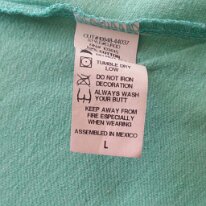 TUMBLE DRY
LOW
DO NOT IRON
DECORATION
ALWAYS WASH
YOUR BUTT
KEEP AWAY FROM
FIRE ESPECIALLY
WHEN WEARING
ASSEMBLED IN MEXICO
L